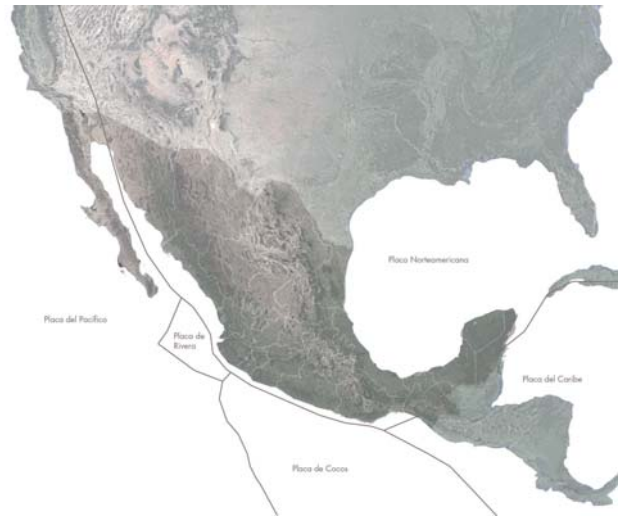 Placa Norteamericana
Placa del Pacífico
Placa de
Rivera
Placa del Caribe
Placa de Cocos